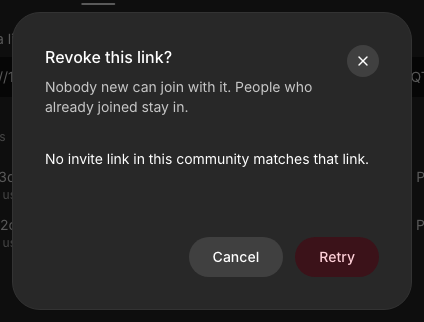 Revoke this link?
Nobody new can join with it. People who
already joined stay in.
No invite link in this community matches that link.
Cancel
Retry